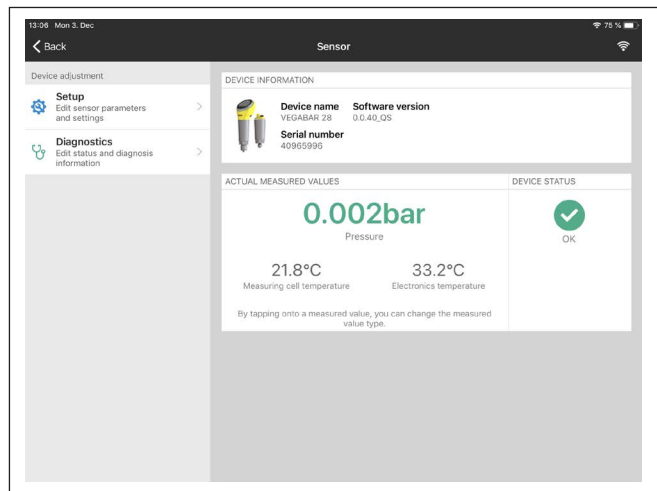 13:06 Mon 3. Dec
75 %
Back
Sensor
Device adjustment
Setup
Edit sensor parameters
and settings
Diagnostics
Edit status and diagnosis
information
DEVICE INFORMATION
Device name Software version
VEGABAR 28 0.0.40_QS
Serial number
40965996
ACTUAL MEASURED VALUES
DEVICE STATUS
0.002bar
Pressure
OK
21.8°C 33.2°C
Measuring cell temperature Electronics temperature
By tapping onto a measured value, you can change the measured
value type.